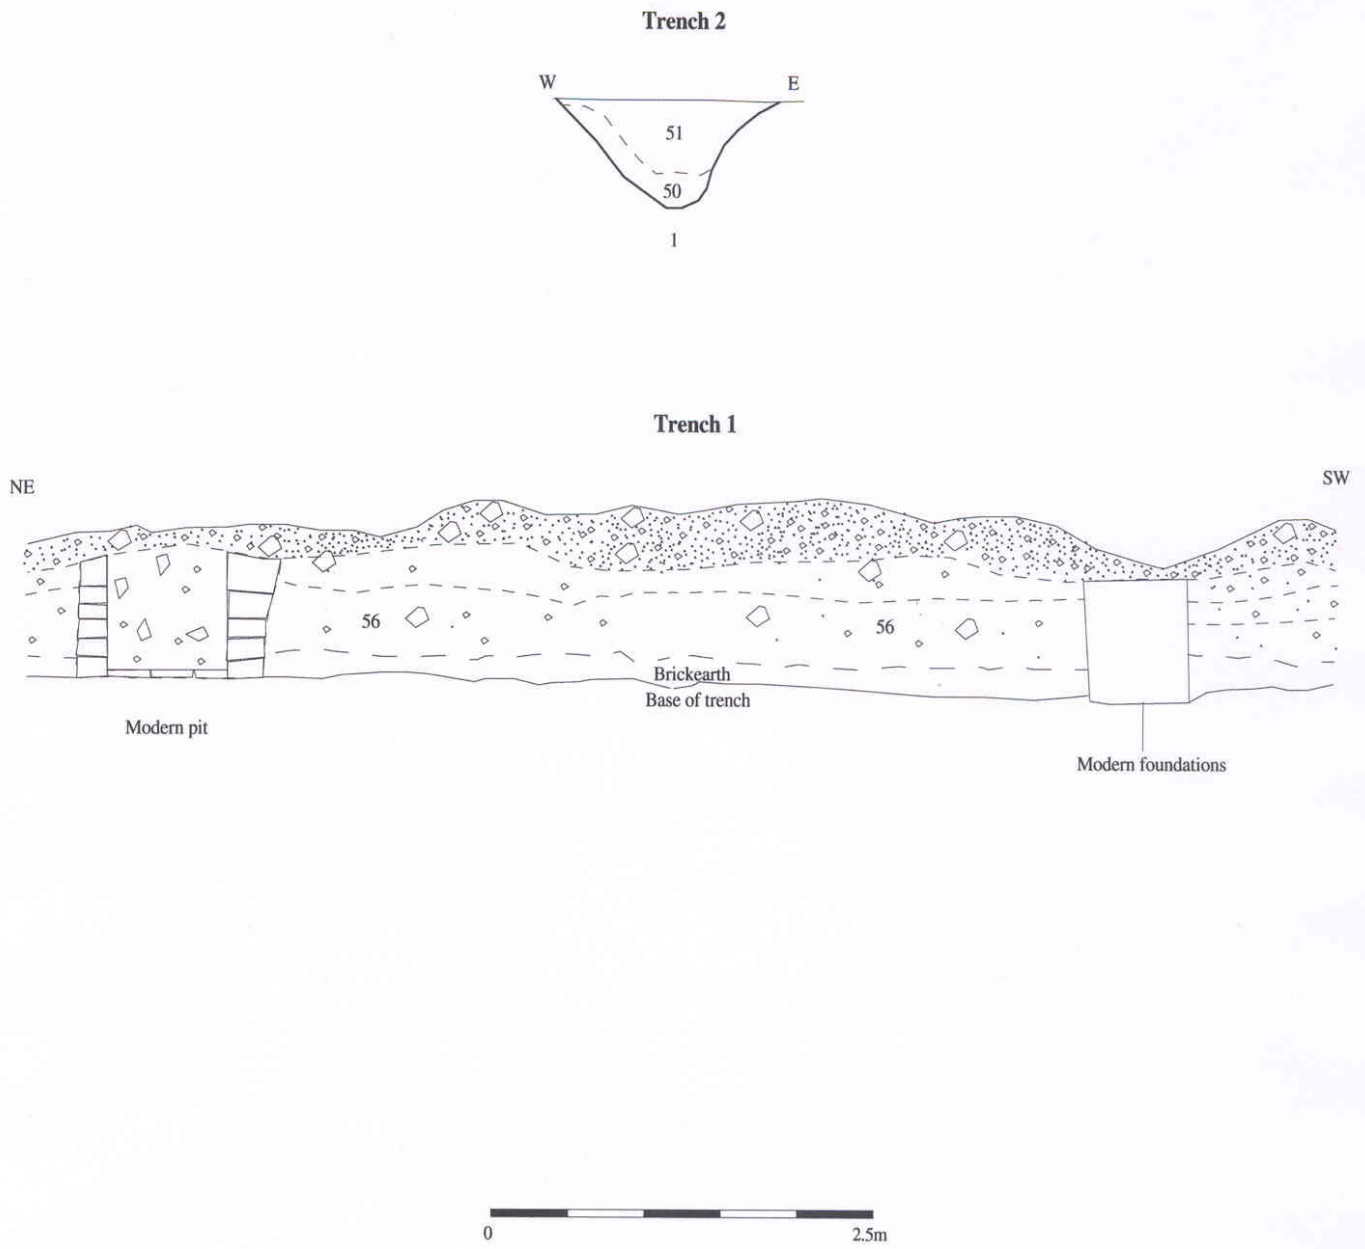 Trench 2
W E
51
50
1
Trench 1
NE SW
56 56
Brickearth
Base of trench
Modern pit
Modern foundations
0 2.5m